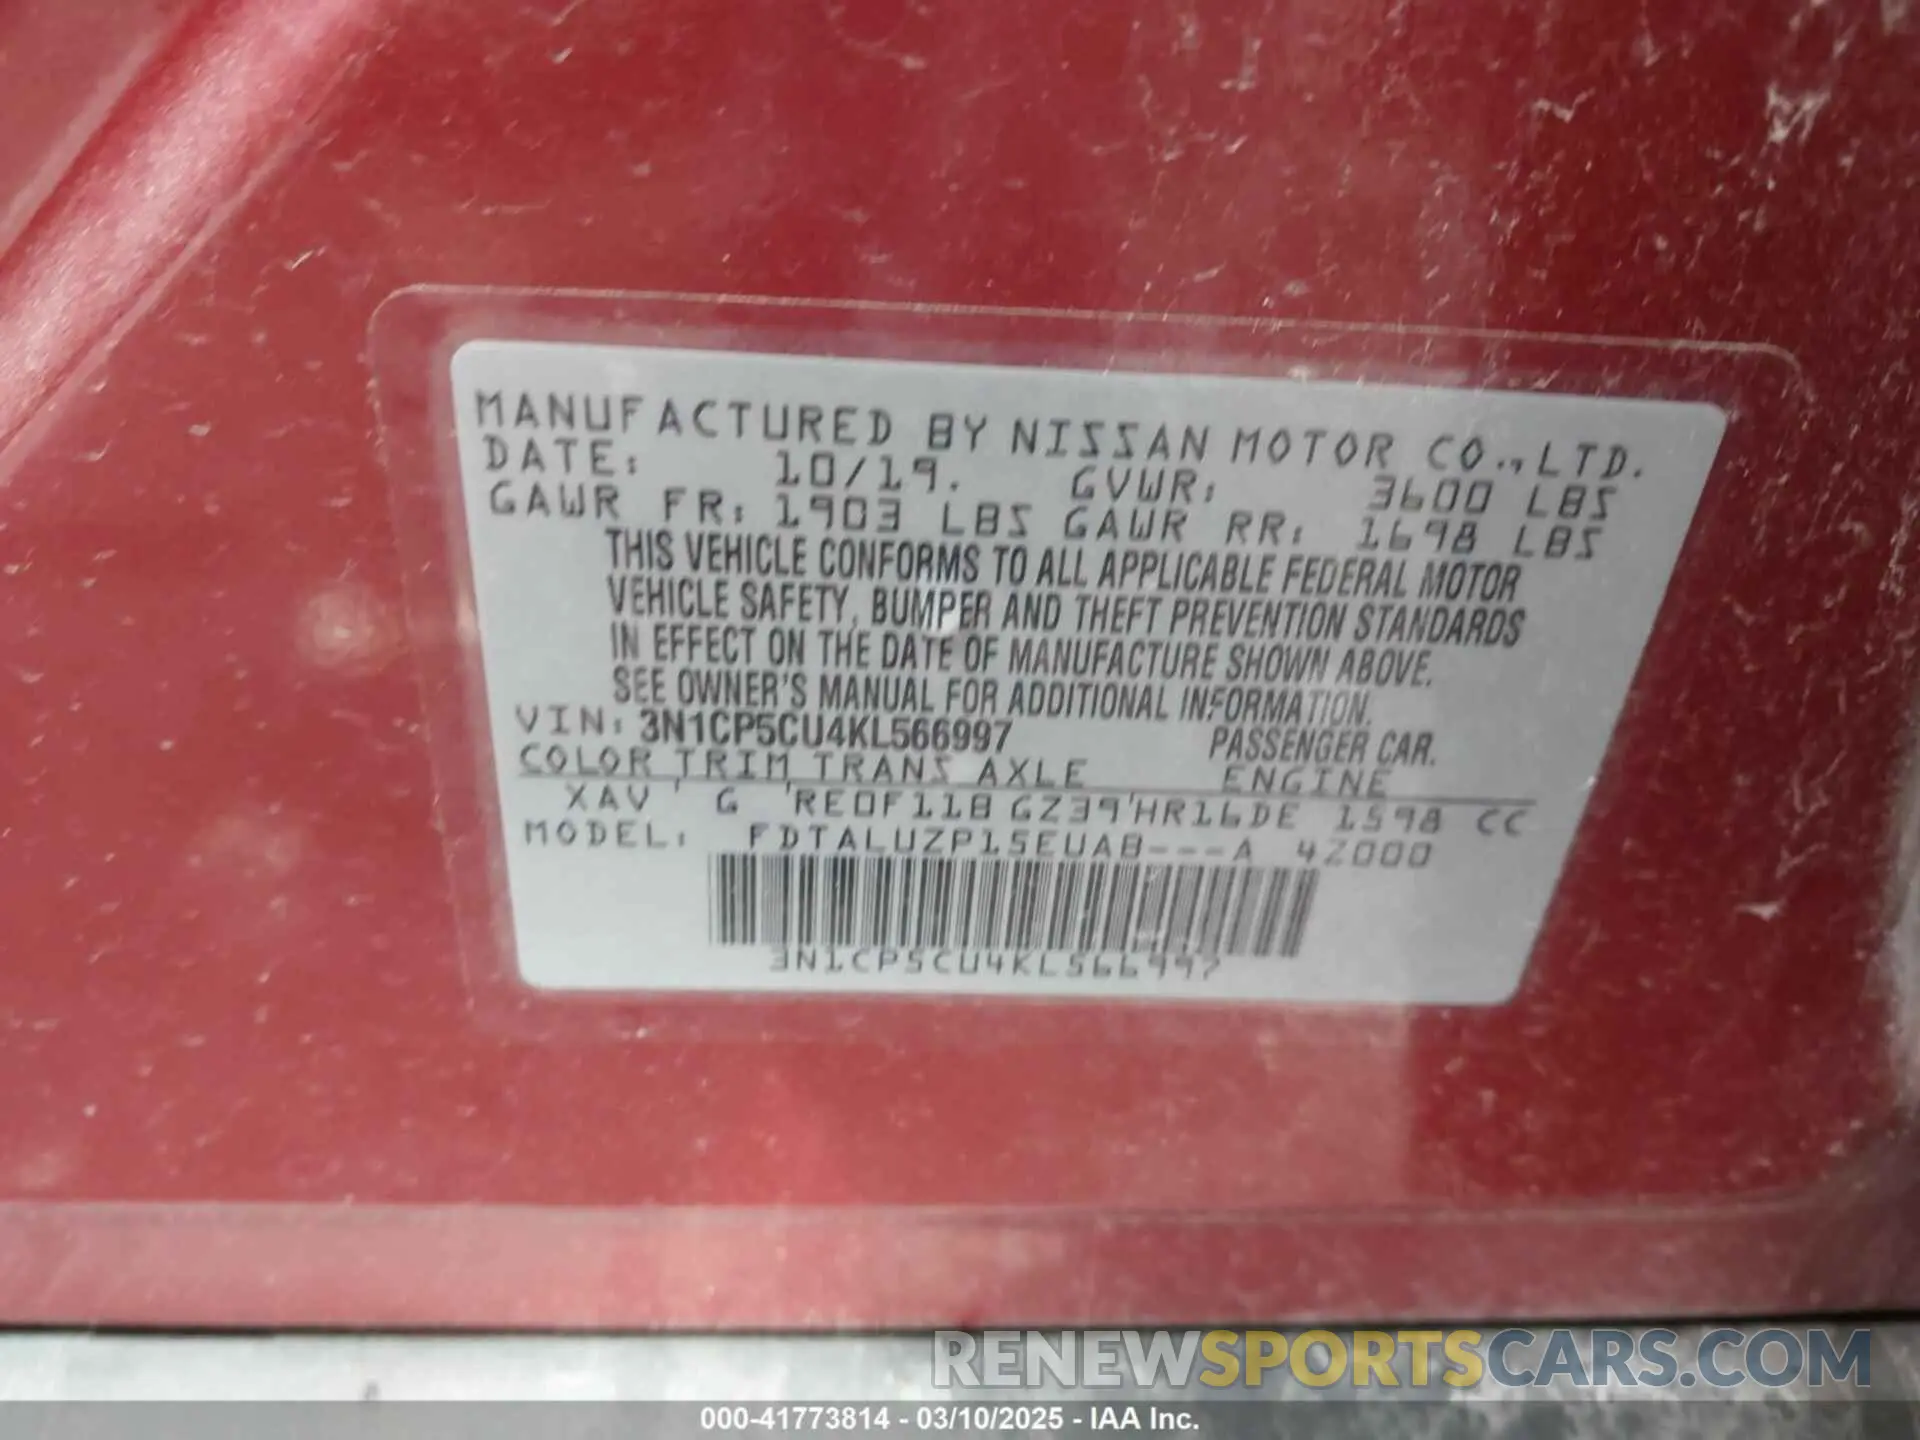 MANUFACTURED BY NISSAN MOTOR CO.,LTD.
DATE: 10/19. GVWR: 3600 LBS
GAWR FR: 1903 LBS GAWR RR: 1698 LBS
THIS VEHICLE CONFORMS TO ALL APPLICABLE FEDERAL MOTOR
VEHICLE SAFETY, BUMPER AND THEFT PREVENTION STANDARDS
IN EFFECT ON THE DATE OF MANUFACTURE SHOWN ABOVE.
SEE OWNER'S MANUAL FOR ADDITIONAL INFORMATION.
VIN: 3N1CP5CU4KL566997 PASSENGER CAR.
COLOR TRIM TRANS AXLE ENGINE
XAV ' G 'RE0F11B GZ39'HR16DE 1598 CC
MODEL: FDTALUZP15EUAB---A 4Z000
3N1CP5CU4KL566997
RENEWSPORTSCARS.COM
000-41773814 - 03/10/2025 - IAA Inc.